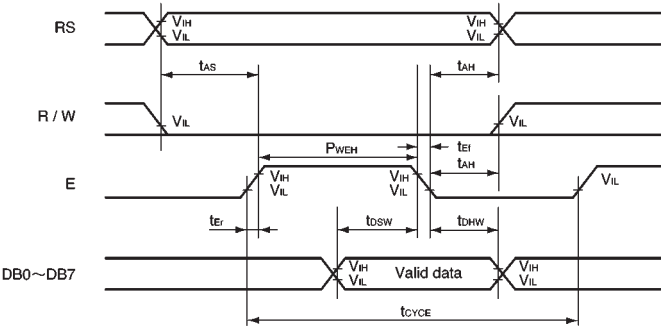 RS
VIH
VIL
VIH
VIL
tAS
tAH
R / W
VIL
VIL
PWEH
tEf
tAH
E
VIH
VIL
VIH
VIL
VIL
tEr
tDSW
tDHW
DB0～DB7
VIH
VIL
Valid data
VIH
VIL
tCYCE